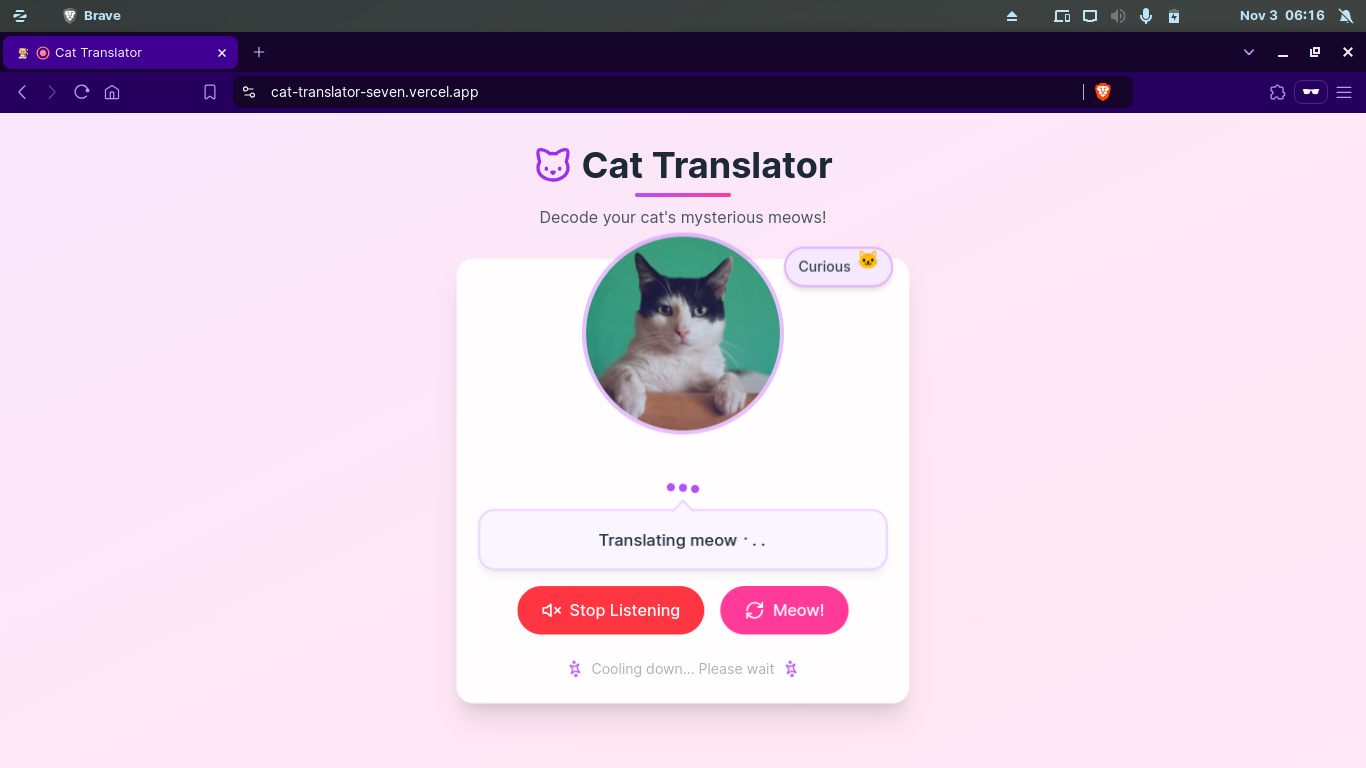 Brave
Nov 3 06:16
Cat Translator
cat-translator-seven.vercel.app
Cat Translator
Decode your cat's mysterious meows!
Curious
Translating meow . . .
Stop Listening
Meow!
Cooling down... Please wait